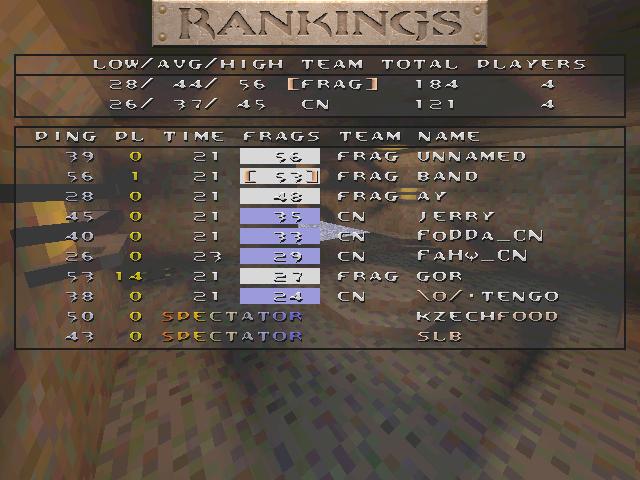 RANKINGS
LOW/AVG/HIGH TEAM TOTAL PLAYERS
28/ 44/ 56 [FRAG] 184 4
26/ 37/ 45 CN 121 4
PING PL TIME FRAGS TEAM NAME
39 0 21 56 FRAG UNNAMED
56 1 21 [ 53] FRAG BAND
28 0 21 48 FRAG AY
45 0 21 35 CN JERRY
40 0 21 33 CN FODDA_CN
26 0 23 29 CN FAHY_CN
53 14 21 27 FRAG GOR
38 0 21 24 CN \O/·TENGO
50 0 SPECTATOR KZECHFOOD
43 0 SPECTATOR SLB